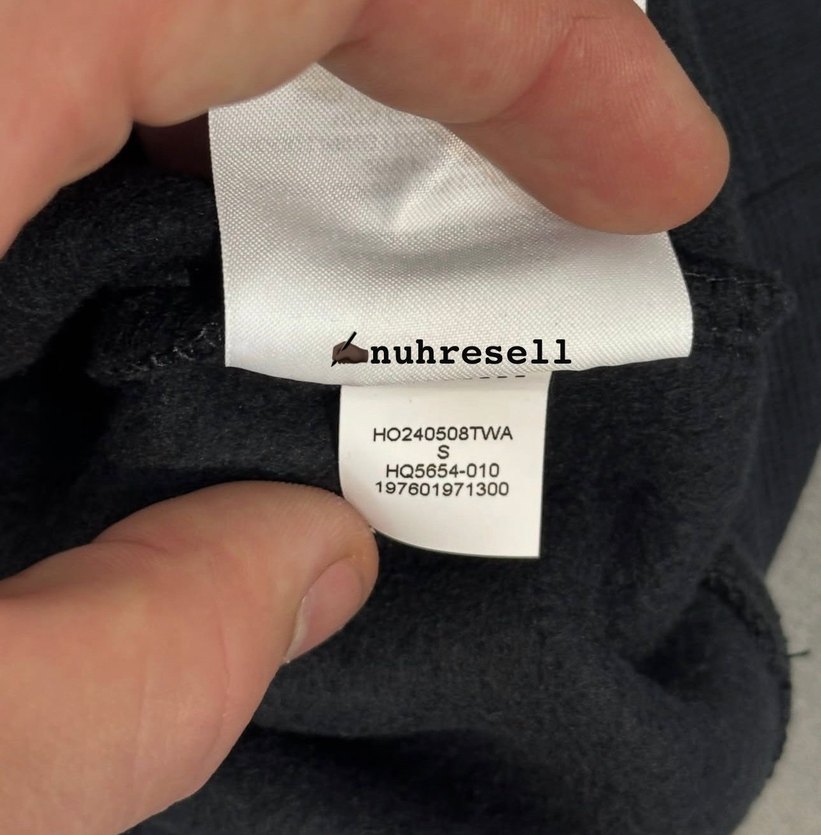 ✍🏿nuhresell
HO240508TWA
S
HQ5654-010
197601971300